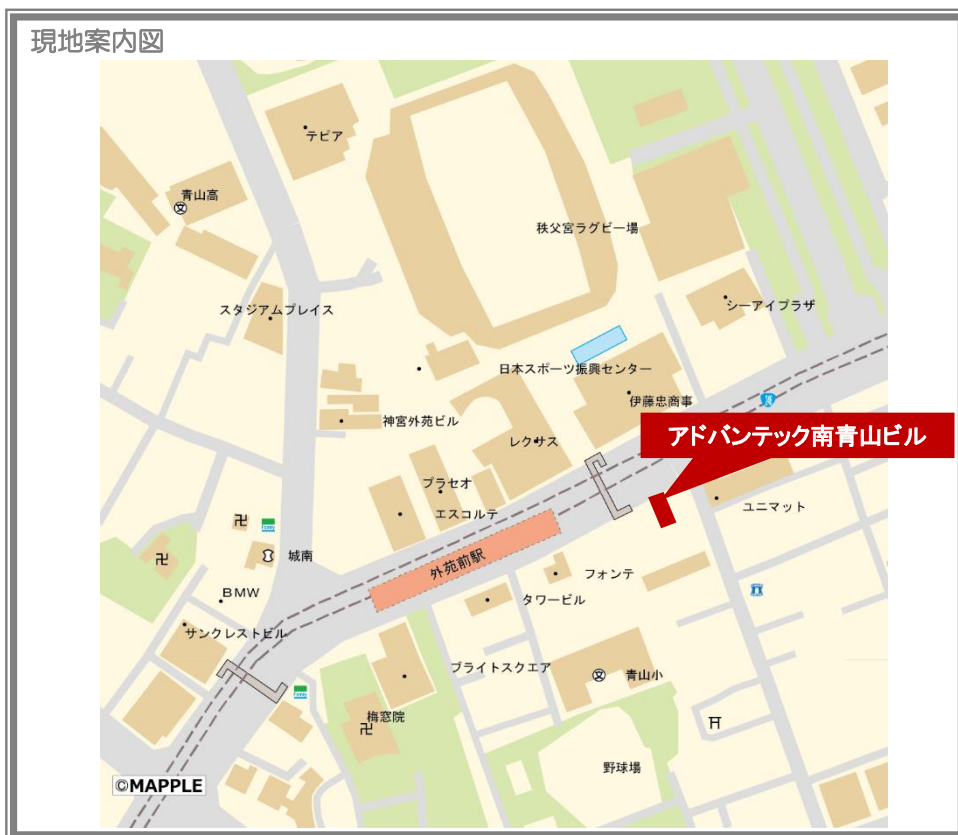 現地案内図
テピア
青山高
秩父宮ラグビー場
スタジアムプレイス
シーアイプラザ
日本スポーツ振興センター
伊藤忠商事
神宮外苑ビル
アドバンテック南青山ビル
レクサス
プラセオ
ユニマット
エスコルテ
城南
外苑前駅
フォンテ
BMW
タワービル
サンクレストビル
ブライトスクエア
青山小
梅窓院
野球場
©MAPPLE